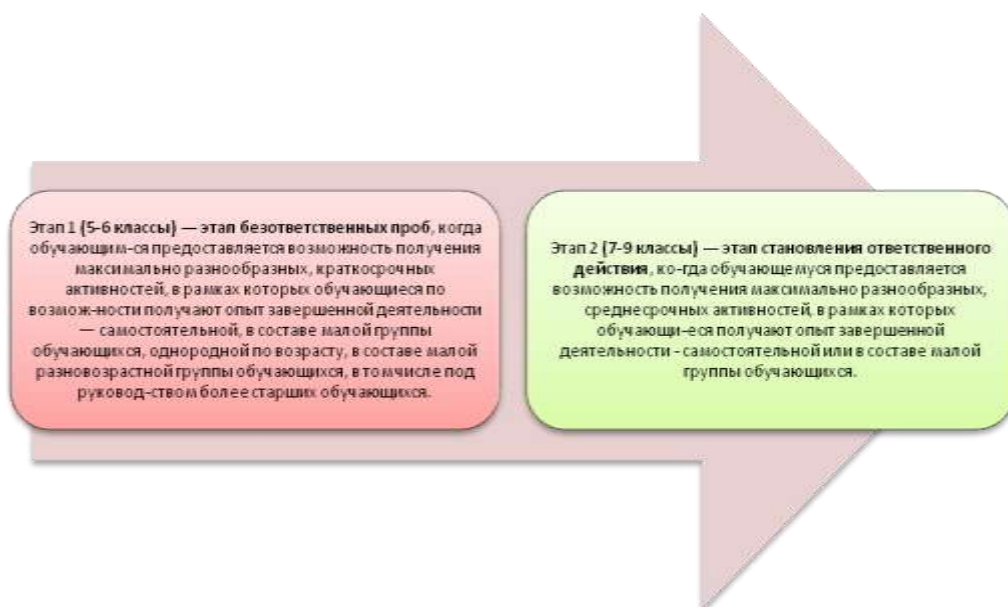 Этап 1 (5-6 классы) — этап безответственных проб, когда
обучающим-ся предоставляется возможность получения
максимально разнообразных, краткосрочных
активностей, в рамках которых обучающиеся по
возмож-ности получают опыт завершенной деятельности
— самостоятельной, в составе малой группы
обучающихся, однородной по возрасту, в составе малой
разновозрастной группы обучающихся, в том числе под
руковод-ством более старших обучающихся.
Этап 2 (7-9 классы) — этап становления ответственного
действия, ко-гда обучающемуся предоставляется
возможность получения максимально разнообразных,
среднесрочных активностей, в рамках которых
обучающи-еся получают опыт завершенной
деятельности - самостоятельной или в составе малой
группы обучающихся.